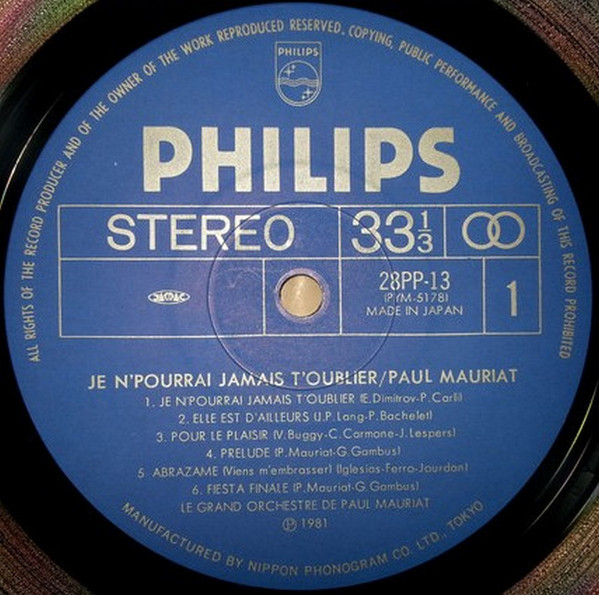 ALL RIGHTS OF THE RECORD PRODUCER AND OF THE OWNER OF THE WORK REPRODUCED RESERVED. COPYING, PUBLIC PERFORMANCE AND BROADCASTING OF THIS RECORD PROHIBITED
PHILIPS
PHILIPS
STEREO 33 1/3
JASRAC 28PP-13 1
(P)(M-5178)
MADE IN JAPAN
JE N'POURRAI JAMAIS T'OUBLIER/PAUL MAURIAT
1. JE N'POURRAI JAMAIS T'OUBLIER (E. Dimitrov-P. Carli)
2. ELLE EST D'AILLEURS (J.P. Lang-P. Bachelet)
3. POUR LE PLAISIR (V. Buggy-C. Carmone-J. Lespers)
4. PRELUDE (P. Mauriat-G. Gambus)
5. ABRAZAME (Viens m'embrasser) (Iglesias-Ferro-Jourdan)
6. FIESTA FINALE (P. Mauriat-G. Gambus)
LE GRAND ORCHESTRE DE PAUL MAURIAT
℗ 1981
MANUFACTURED BY NIPPON PHONOGRAM CO. LTD., TOKYO